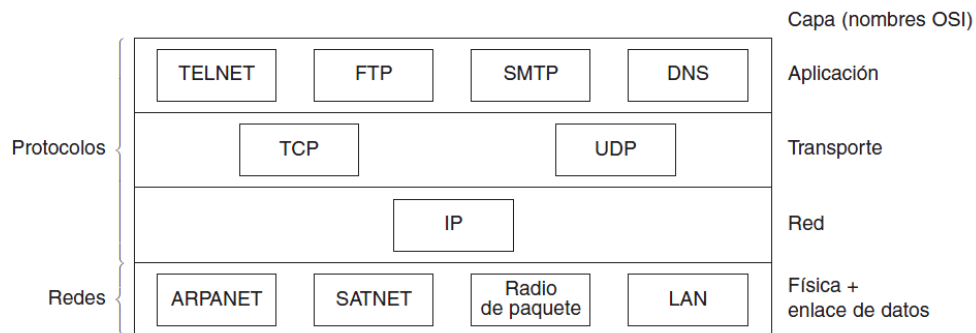 Capa (nombres OSI)
TELNET FTP SMTP DNS Aplicación
Protocolos TCP UDP Transporte
IP Red
Redes ARPANET SATNET Radio de paquete LAN Física + enlace de datos